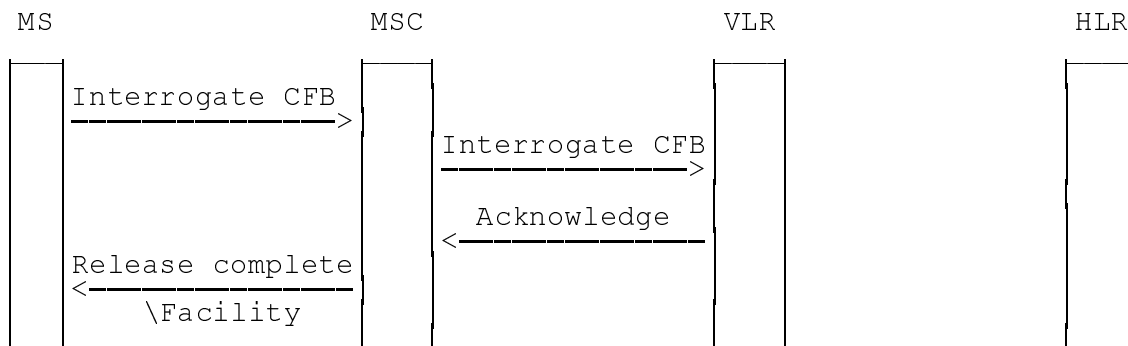 MS MSC VLR HLR
Interrogate CFB
Interrogate CFB
Acknowledge
Release complete
\Facility